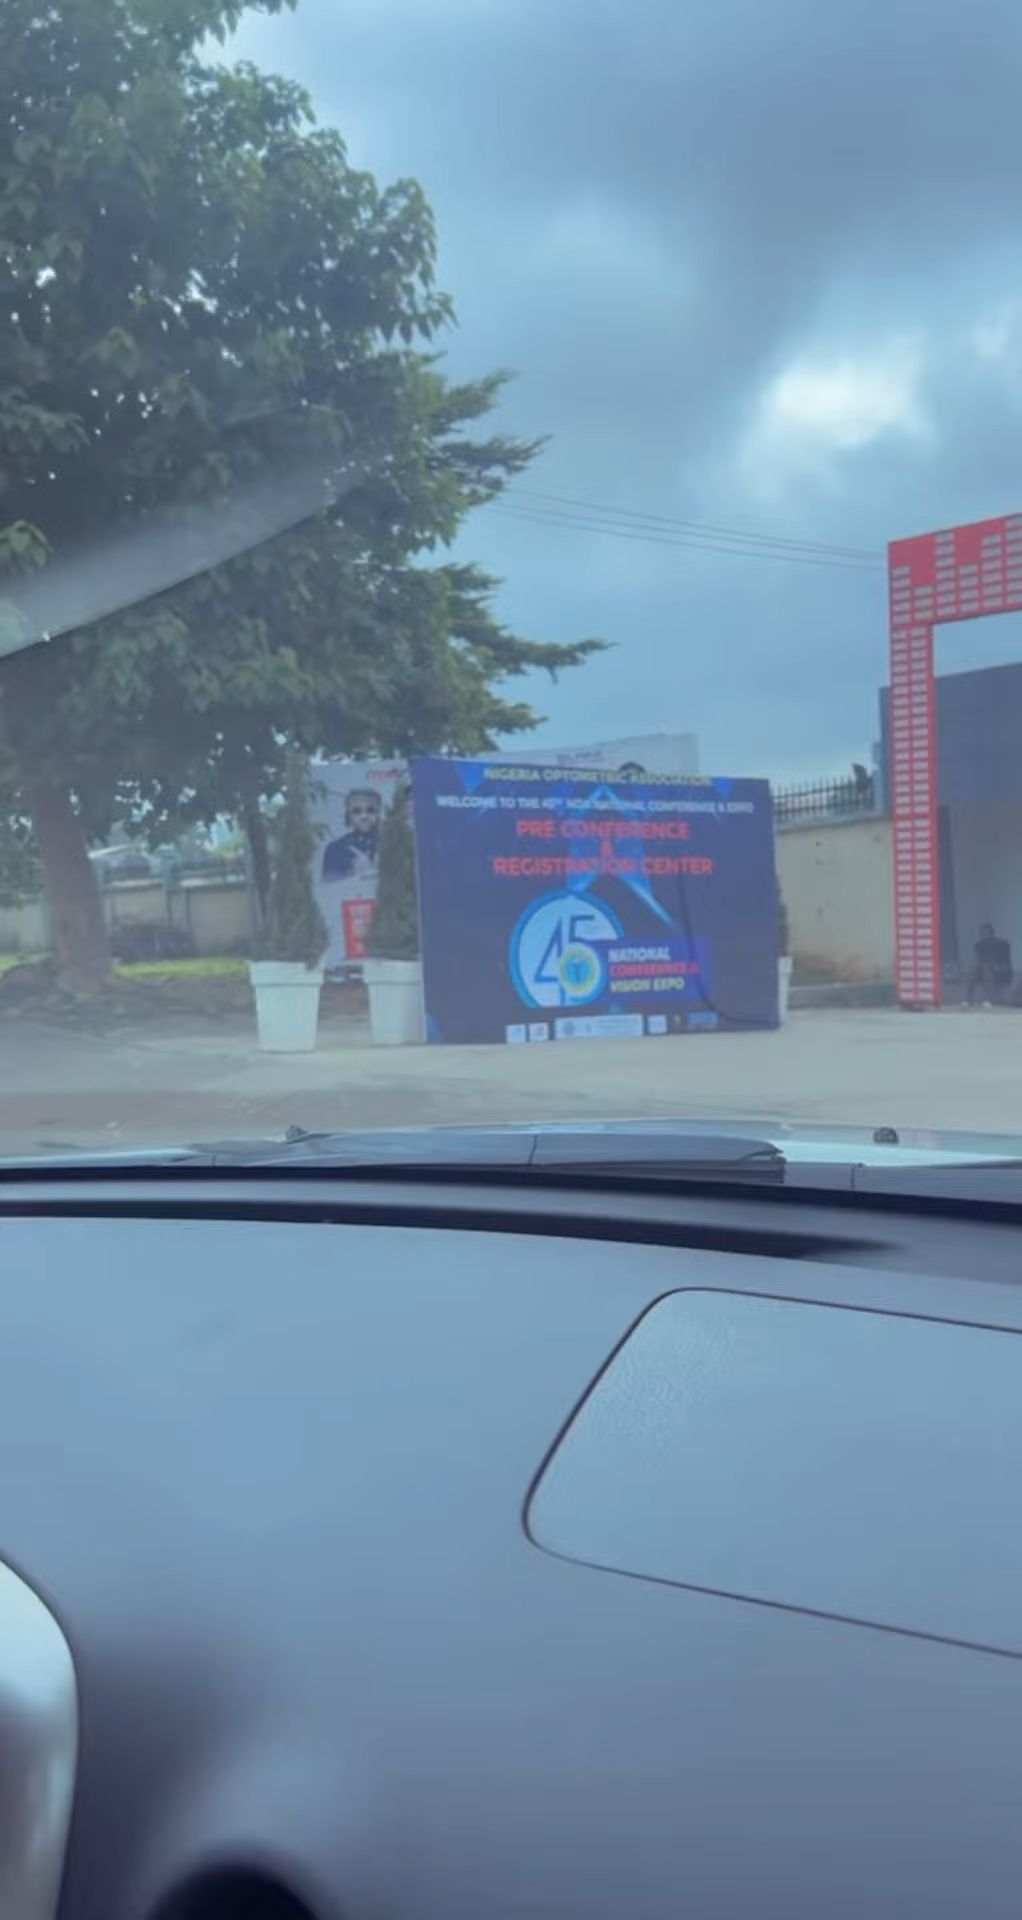 NIGERIA OPTOMETRIC ASSOCIATION
WELCOME TO THE 45TH NOA NATIONAL CONFERENCE & EXPO
PRE CONFERENCE
&
REGISTRATION CENTER
45
NATIONAL
CONFERENCE &
VISION EXPO